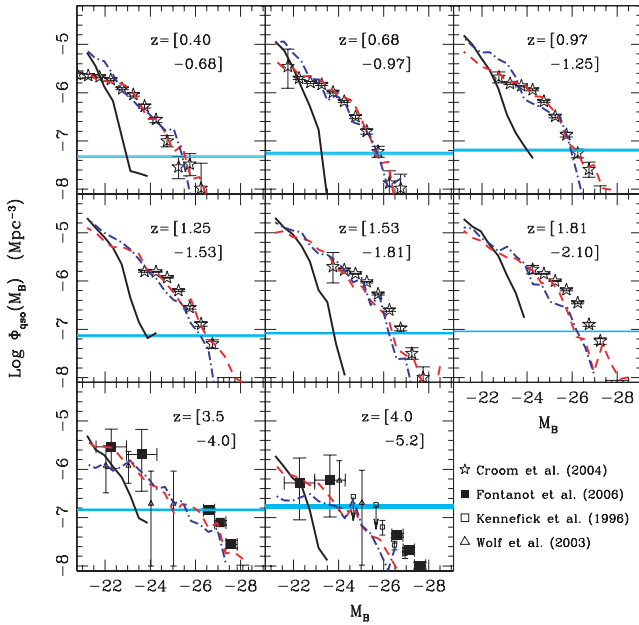 z=[0.40
−0.68]
z=[0.68
−0.97]
z=[0.97
−1.25]
−5
−6
−7
−8
z=[1.25
−1.53]
z=[1.53
−1.81]
z=[1.81
−2.10]
−5
−6
−7
−8
Log Φqso(MB) (Mpc−3)
−22 −24 −26 −28
MB
z=[3.5
−4.0]
z=[4.0
−5.2]
−5
−6
−7
−8
−22 −24 −26 −28
−22 −24 −26 −28
MB
Croom et al. (2004)
Fontanot et al. (2006)
Kennefick et al. (1996)
Wolf et al. (2003)